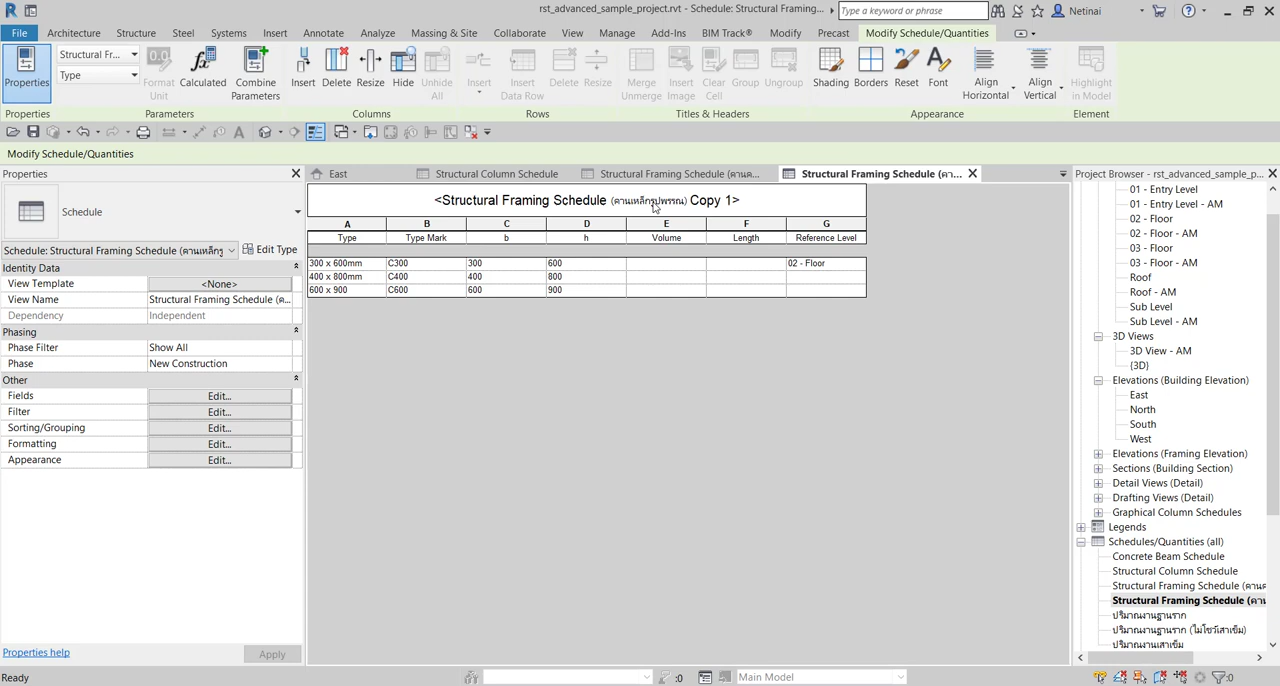 rst_advanced_sample_project.rvt - Schedule: Structural Framing...
Type a keyword or phrase
Netinai
File Architecture Structure Steel Systems Insert Annotate Analyze Massing & Site Collaborate View Manage Add-Ins BIM Track® Modify Precast Modify Schedule/Quantities
Structural Fr...
Type
Properties
Format Unit
Calculated
Combine Parameters
Insert
Delete
Resize
Hide
Unhide All
Insert
Insert Data Row
Delete
Resize
Merge Unmerge
Insert Image
Clear Cell
Group
Ungroup
Shading
Borders
Reset
Font
Align Horizontal
Align Vertical
Highlight in Model
Properties Parameters Columns Rows Titles & Headers Appearance Element
Modify Schedule/Quantities
Properties
Schedule
Schedule: Structural Framing Schedule (คานเหล็กรู
Edit Type
Identity Data
View Template <None>
View Name Structural Framing Schedule (ค...
Dependency Independent
Phasing
Phase Filter Show All
Phase New Construction
Other
Fields Edit...
Filter Edit...
Sorting/Grouping Edit...
Formatting Edit...
Appearance Edit...
Properties help
Apply
East
Structural Column Schedule
Structural Framing Schedule (คานค...
Structural Framing Schedule (คา...
<Structural Framing Schedule (คานเหล็กรูปพรรณ) Copy 1>
A B C D E F G
Type Type Mark b h Volume Length Reference Level
300 x 600mm C300 300 600 02 - Floor
400 x 800mm C400 400 800
600 x 900 C600 600 900
Project Browser - rst_advanced_sample_p...
01 - Entry Level
01 - Entry Level - AM
02 - Floor
02 - Floor - AM
03 - Floor
03 - Floor - AM
Roof
Roof - AM
Sub Level
Sub Level - AM
3D Views
3D View - AM
{3D}
Elevations (Building Elevation)
East
North
South
West
Elevations (Framing Elevation)
Sections (Building Section)
Detail Views (Detail)
Drafting Views (Detail)
Graphical Column Schedules
Legends
Schedules/Quantities (all)
Concrete Beam Schedule
Structural Column Schedule
Structural Framing Schedule (คานค
Structural Framing Schedule (คาน
ปริมาณงานฐานราก
ปริมาณงานฐานราก (ไม่โชว์เสาเข็ม)
ปริมาณงานเสาเข็ม
Ready
:0
Main Model
:0